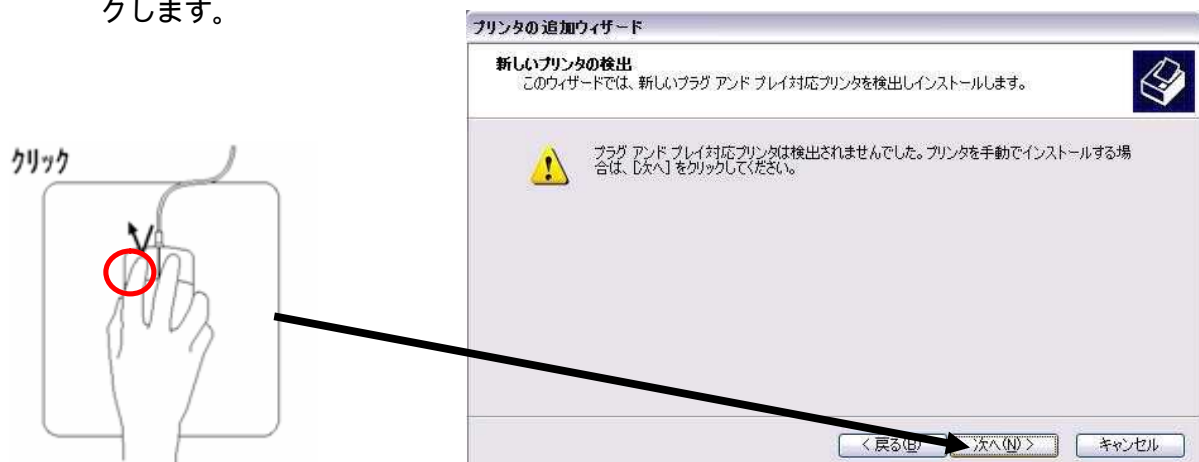 クします。
プリンタの追加ウィザード
新しいプリンタの検出
このウィザードでは、新しいプラグ アンド プレイ対応プリンタを検出しインストールします。
クリック
プラグ アンド プレイ対応プリンタは検出されませんでした。プリンタを手動でインストールする場
合は、[次へ] をクリックしてください。
< 戻る(B)
次へ(N) >
キャンセル